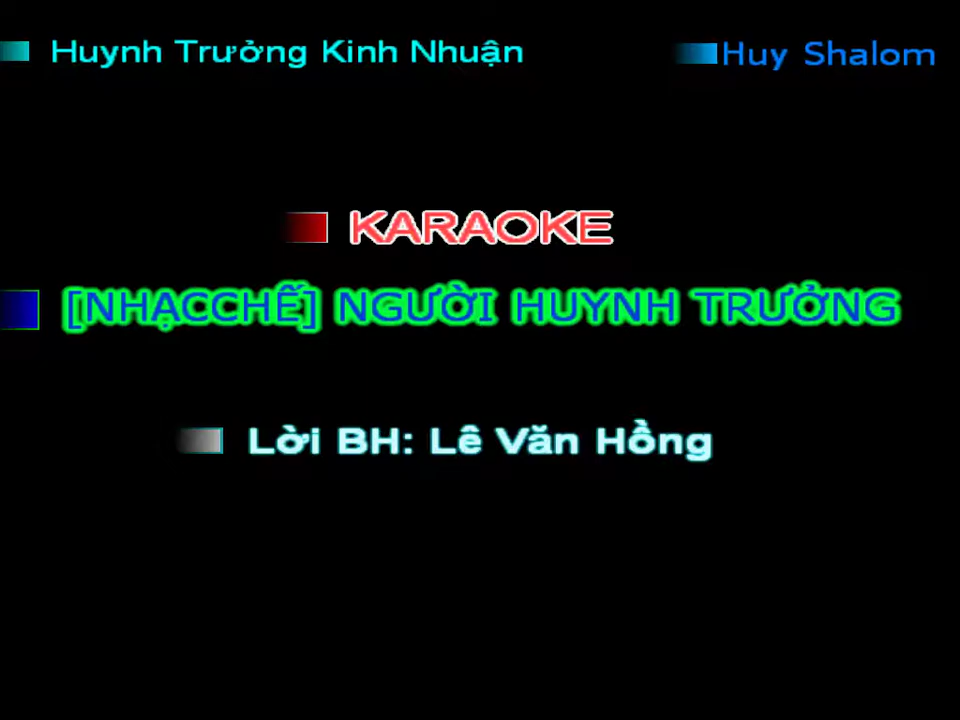 Huynh Trưởng Kinh Nhuận
Huy Shalom
KARAOKE
[NHẠCCHẾ] NGƯỜI HUYNH TRƯỞNG
Lời BH: Lê Văn Hồng